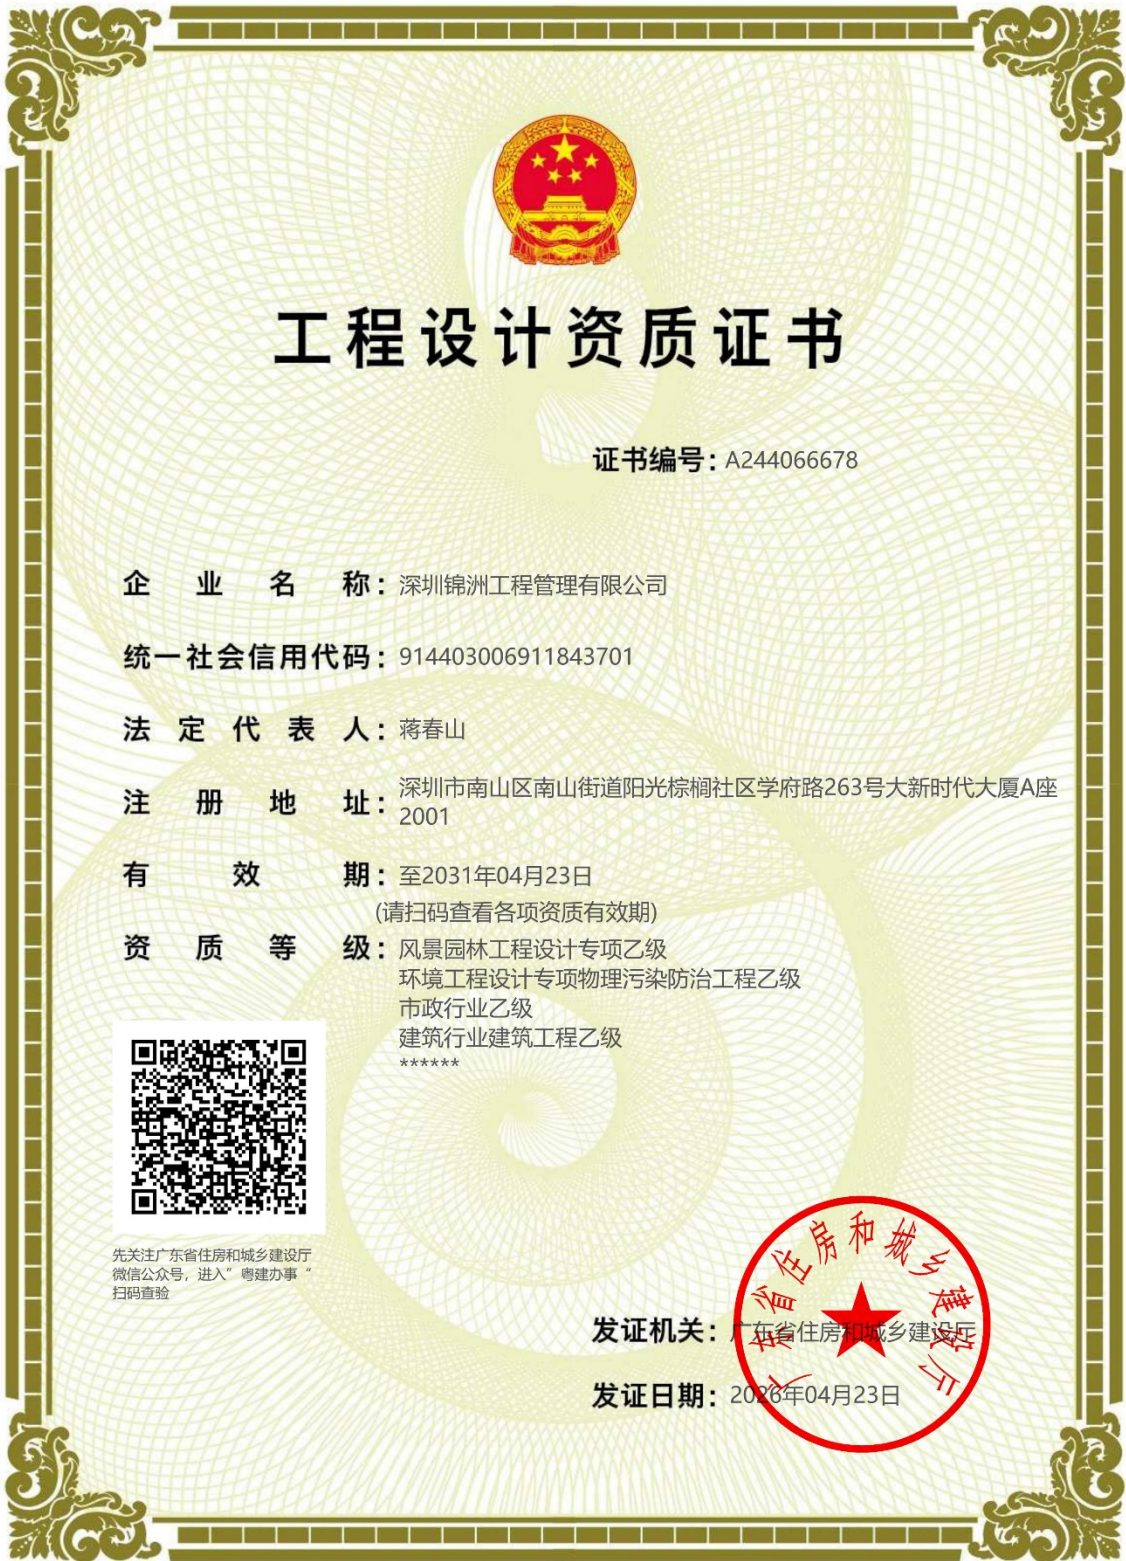 工程设计资质证书
证书编号：A244066678
企业名称：深圳锦洲工程管理有限公司
统一社会信用代码：914403006911843701
法定代表人：蒋春山
注册地址：深圳市南山区南山街道阳光棕榈社区学府路263号大新时代大厦A座
2001
有效期：至2031年04月23日
(请扫码查看各项资质有效期)
资质等级：风景园林工程设计专项乙级
环境工程设计专项物理污染防治工程乙级
市政行业乙级
建筑行业建筑工程乙级
******
先关注广东省住房和城乡建设厅
微信公众号，进入”粤建办事“
扫码查验
广东省住房和城乡建设厅
发证机关：广东省住房和城乡建设厅
发证日期：2026年04月23日